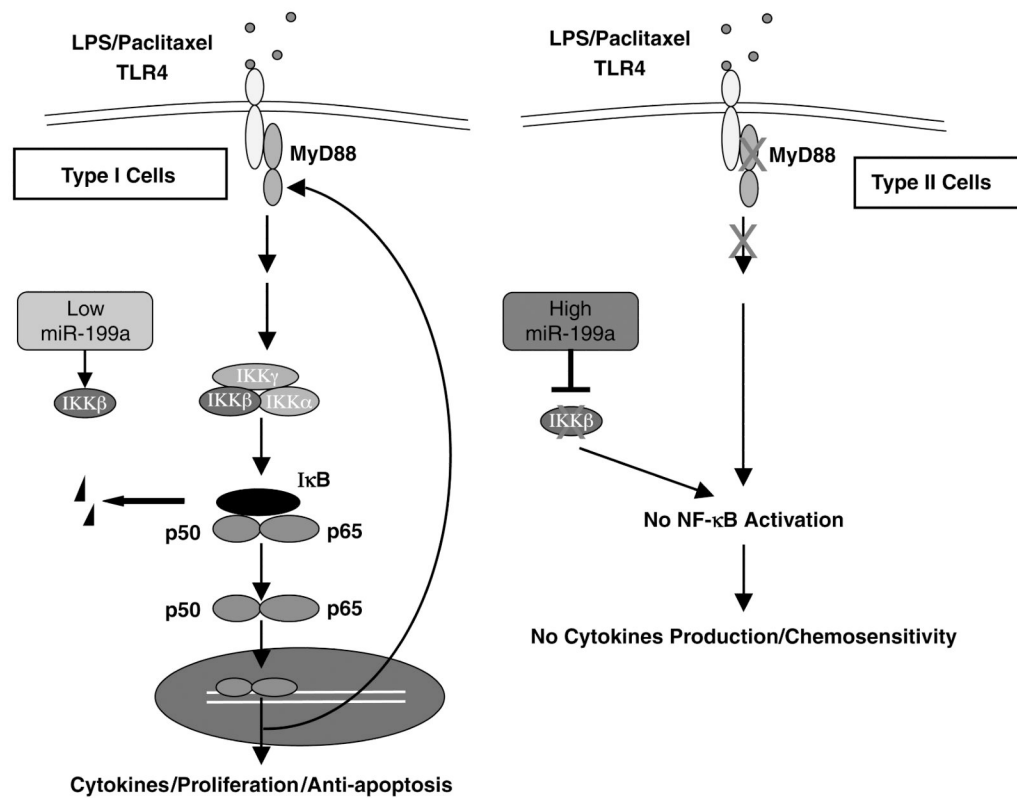 LPS/Paclitaxel
TLR4
MyD88
Type I Cells
Low
miR-199a
IKKβ
IKKγ
IKKβ
IKKα
IκB
p50
p65
p50
p65
Cytokines/Proliferation/Anti-apoptosis
LPS/Paclitaxel
TLR4
MyD88
Type II Cells
High
miR-199a
IKKβ
No NF-κB Activation
No Cytokines Production/Chemosensitivity